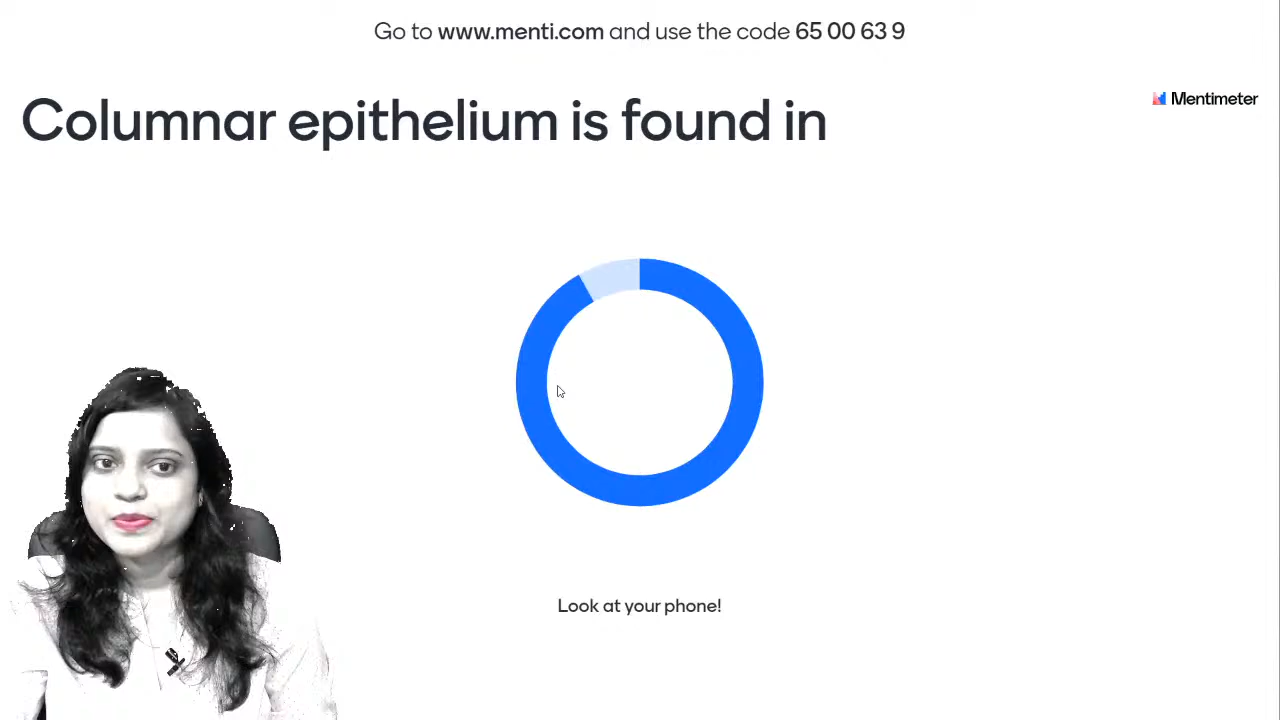 Go to www.menti.com and use the code 65 00 63 9
Columnar epithelium is found in
Mentimeter
Look at your phone!